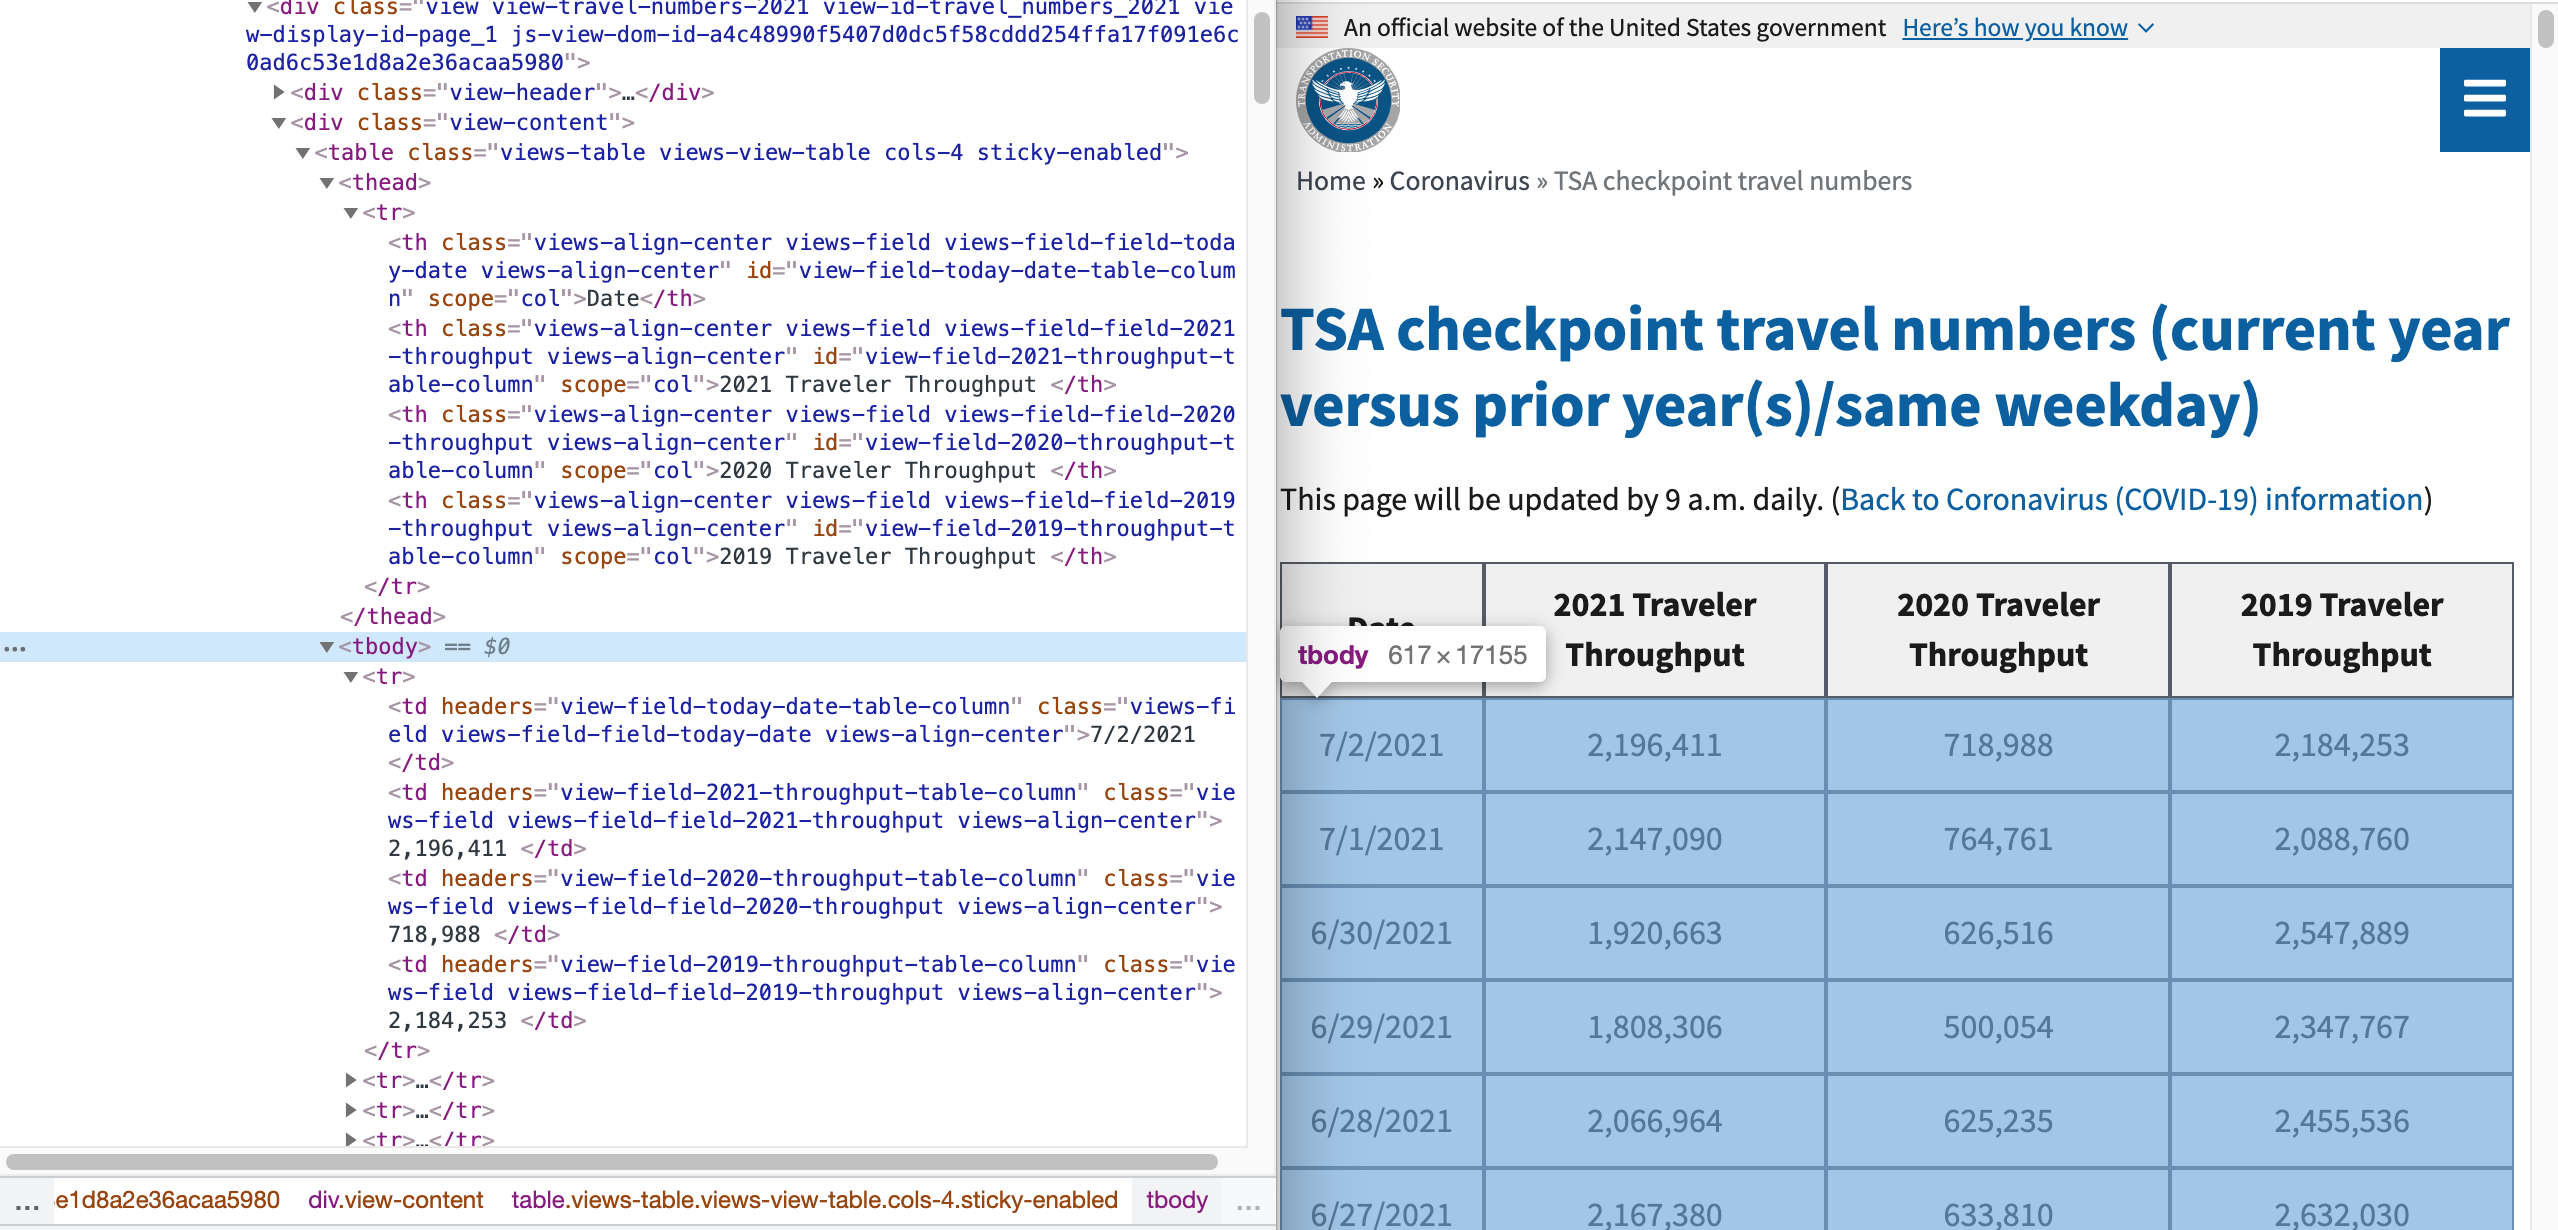 <div class="view view-travel-numbers-2021 view-id-travel_numbers_2021 vie
w-display-id-page_1 js-view-dom-id-a4c48990f5407d0dc5f58cddd254ffa17f091e6c
0ad6c53e1d8a2e36acaa5980">
<div class="view-header">…</div>
<div class="view-content">
<table class="views-table views-view-table cols-4 sticky-enabled">
<thead>
<tr>
<th class="views-align-center views-field views-field-field-toda
y-date views-align-center" id="view-field-today-date-table-colum
n" scope="col">Date</th>
<th class="views-align-center views-field views-field-field-2021
-throughput views-align-center" id="view-field-2021-throughput-t
able-column" scope="col">2021 Traveler Throughput </th>
<th class="views-align-center views-field views-field-field-2020
-throughput views-align-center" id="view-field-2020-throughput-t
able-column" scope="col">2020 Traveler Throughput </th>
<th class="views-align-center views-field views-field-field-2019
-throughput views-align-center" id="view-field-2019-throughput-t
able-column" scope="col">2019 Traveler Throughput </th>
</tr>
</thead>
… <tbody> == $0
<tr>
<td headers="view-field-today-date-table-column" class="views-fi
eld views-field-field-today-date views-align-center">7/2/2021
</td>
<td headers="view-field-2021-throughput-table-column" class="vie
ws-field views-field-field-2021-throughput views-align-center">
2,196,411 </td>
<td headers="view-field-2020-throughput-table-column" class="vie
ws-field views-field-field-2020-throughput views-align-center">
718,988 </td>
<td headers="view-field-2019-throughput-table-column" class="vie
ws-field views-field-field-2019-throughput views-align-center">
2,184,253 </td>
</tr>
<tr>…</tr>
<tr>…</tr>
<tr>…</tr>
… e1d8a2e36acaa5980 div.view-content table.views-table.views-view-table.cols-4.sticky-enabled tbody …
An official website of the United States government Here's how you know
TRANSPORTATION SECURITY
ADMINISTRATION
Home » Coronavirus » TSA checkpoint travel numbers
TSA checkpoint travel numbers (current year
versus prior year(s)/same weekday)
This page will be updated by 9 a.m. daily. (Back to Coronavirus (COVID-19) information)
Date 2021 Traveler Throughput 2020 Traveler Throughput 2019 Traveler Throughput
tbody 617 × 17155
7/2/2021 2,196,411 718,988 2,184,253
7/1/2021 2,147,090 764,761 2,088,760
6/30/2021 1,920,663 626,516 2,547,889
6/29/2021 1,808,306 500,054 2,347,767
6/28/2021 2,066,964 625,235 2,455,536
6/27/2021 2,167,380 633,810 2,632,030